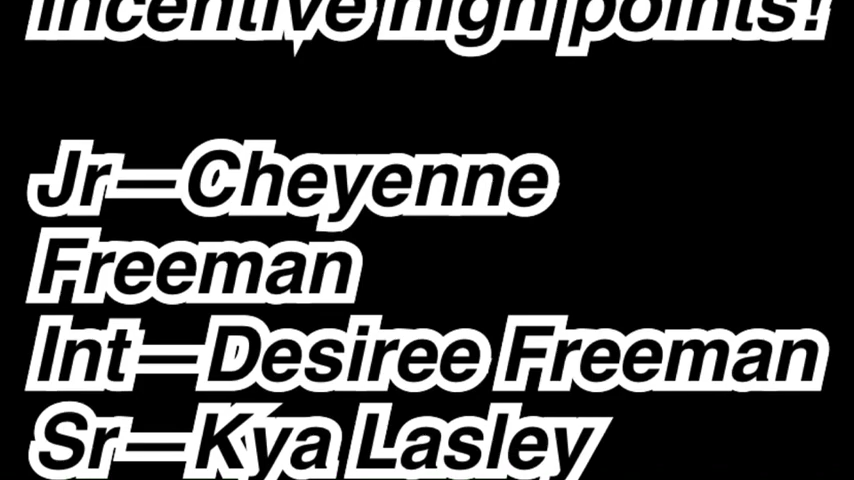 incentive high points!
Jr—Cheyenne
Freeman
Int—Desiree Freeman
Sr—Kya Lasley